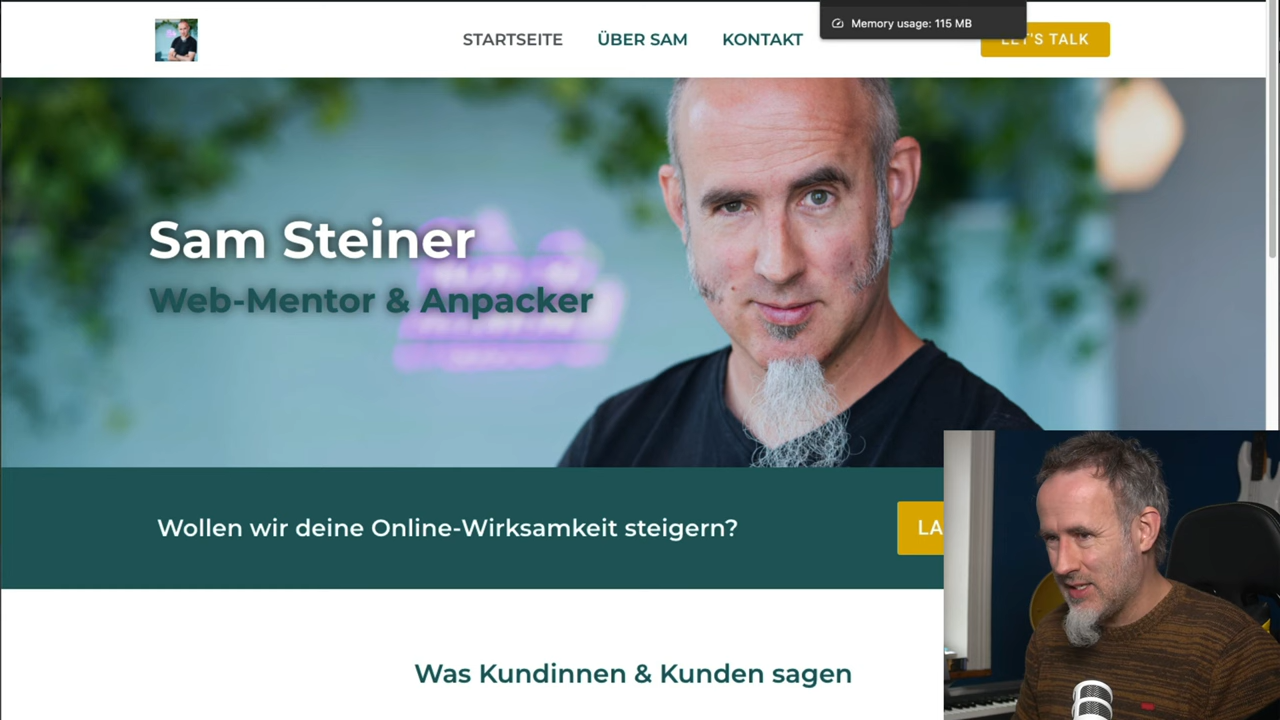 STARTSEITE
ÜBER SAM
KONTAKT
Memory usage: 115 MB
LET'S TALK
Sam Steiner
Web-Mentor & Anpacker
Wollen wir deine Online-Wirksamkeit steigern?
LA
Was Kundinnen & Kunden sagen